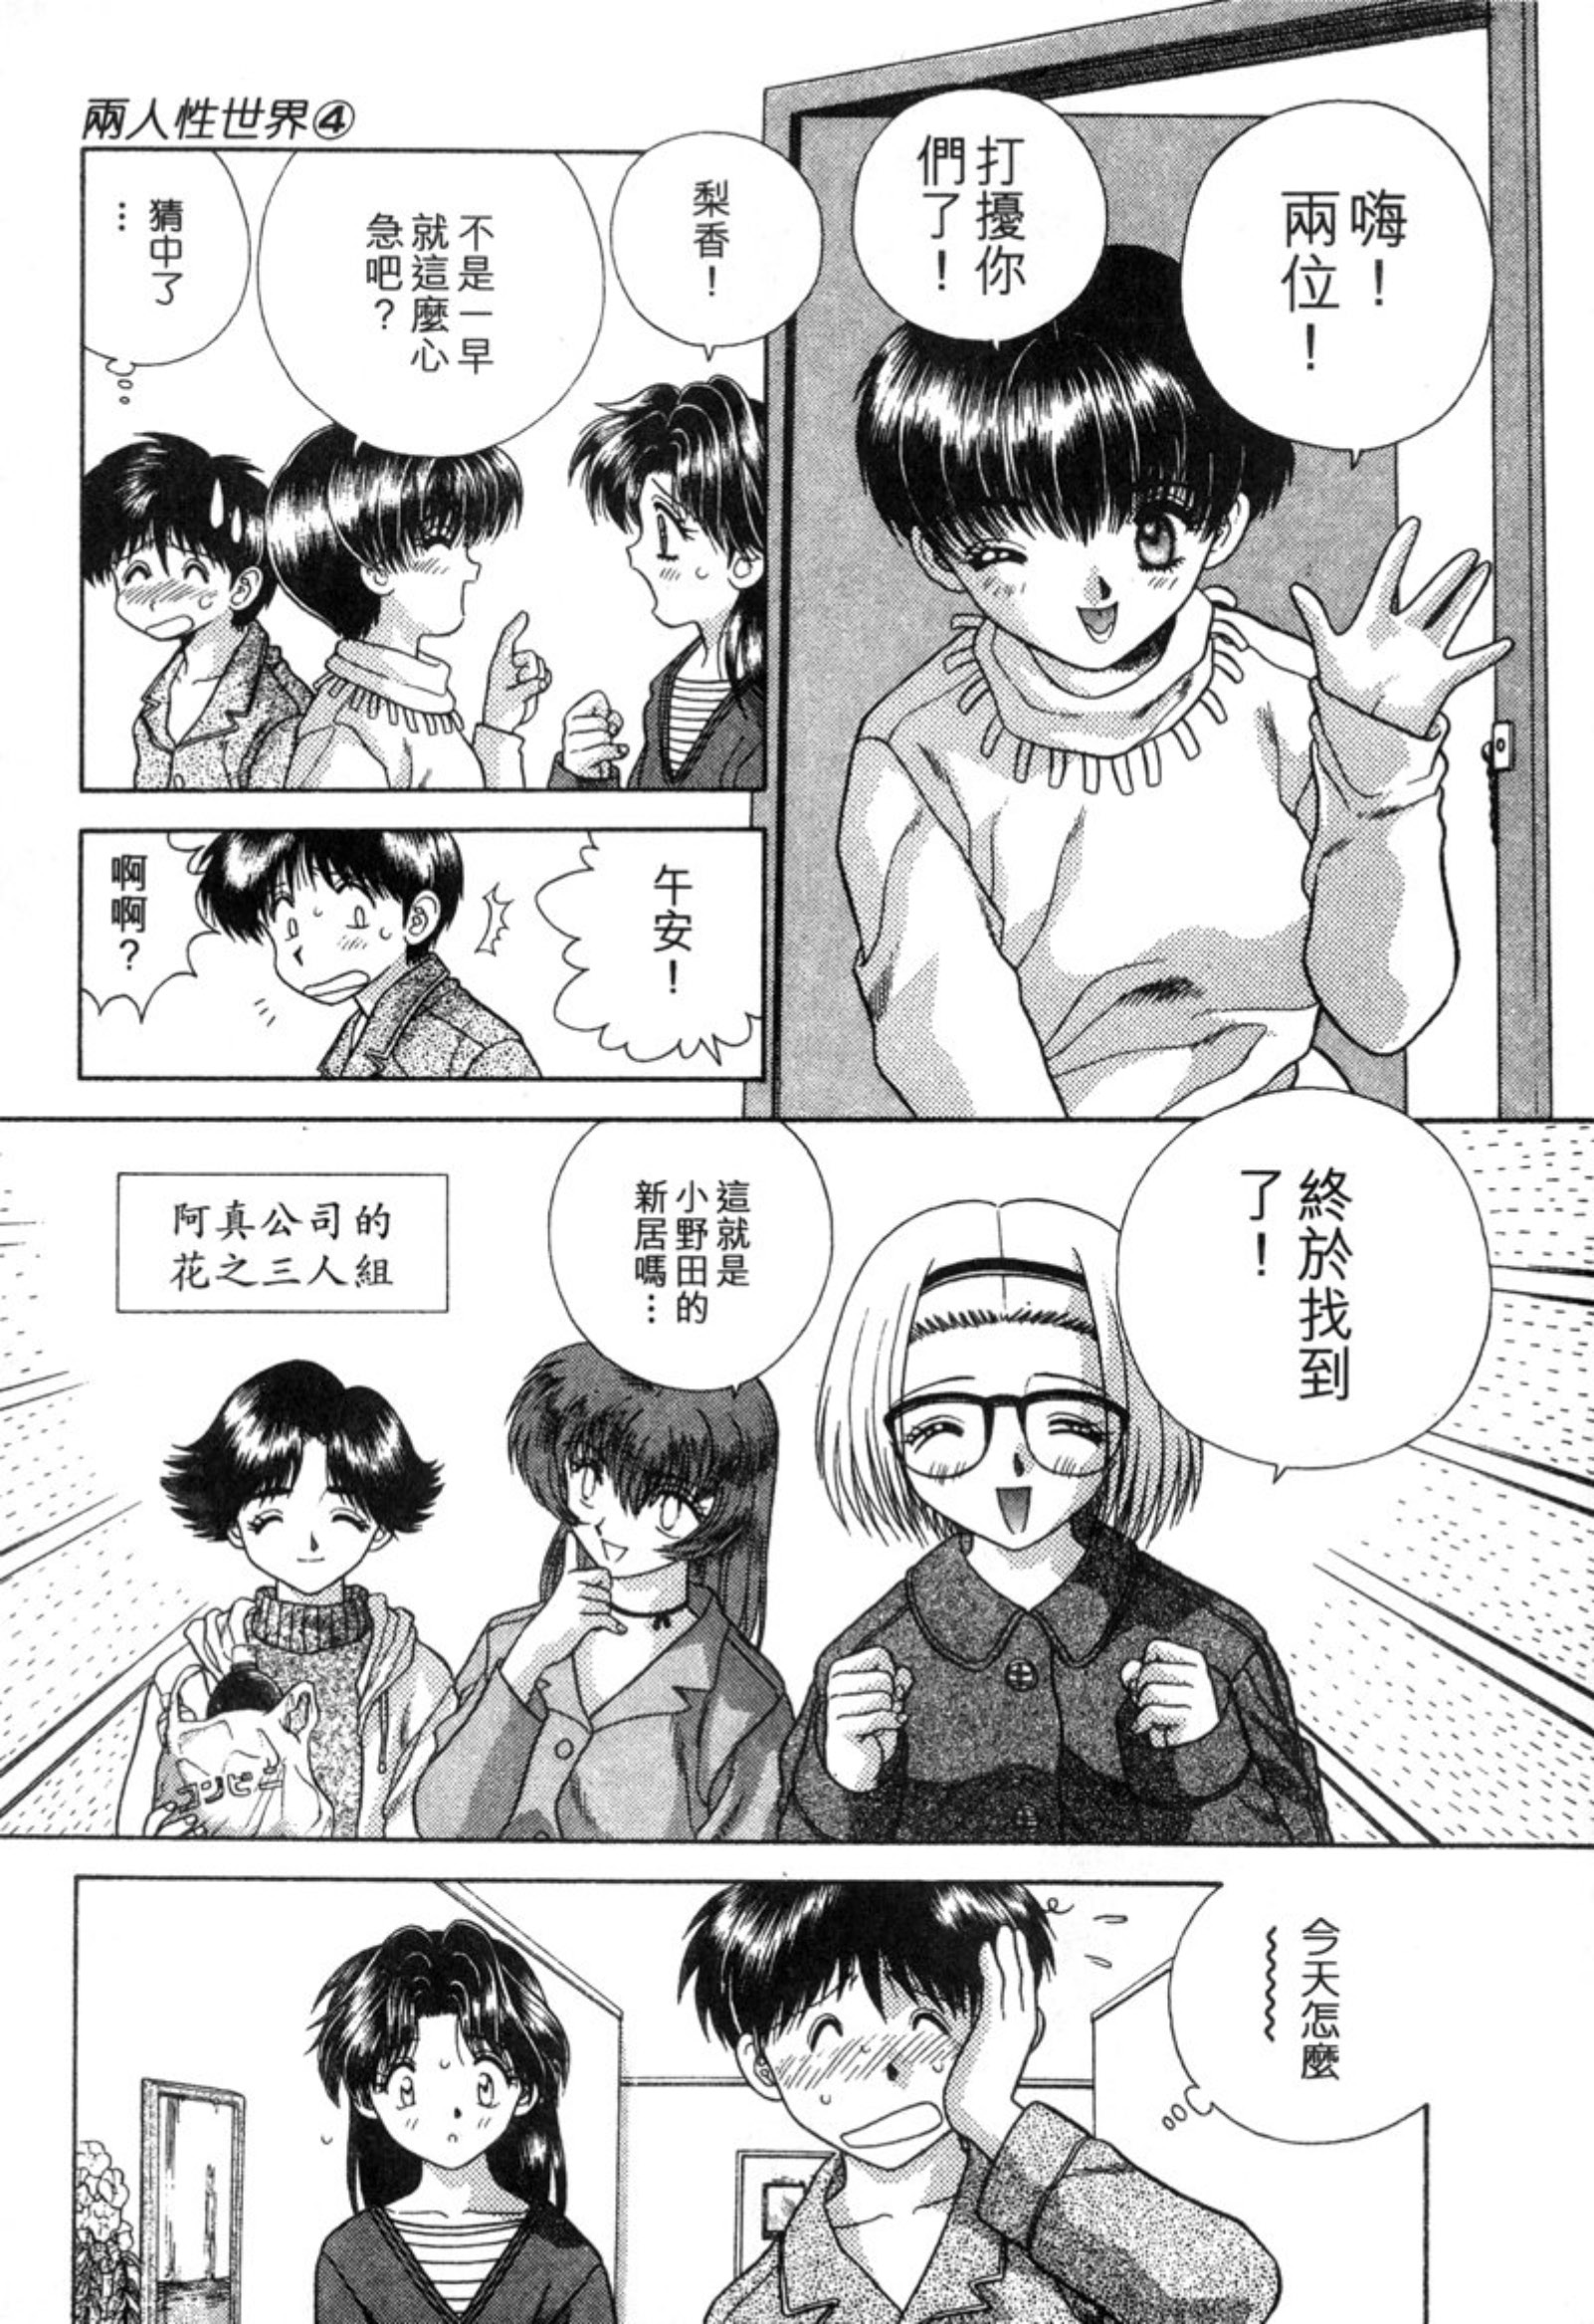 兩人性世界④
嗨！
兩位！
打擾你
們了！
梨香！
不是一早
就這麼心
急吧？
猜中了
…
午安！
啊啊？
終於找到
了！
這就是
小野田的
新居嗎…
阿真公司的
花之三人組
コンビニ
今天怎麼